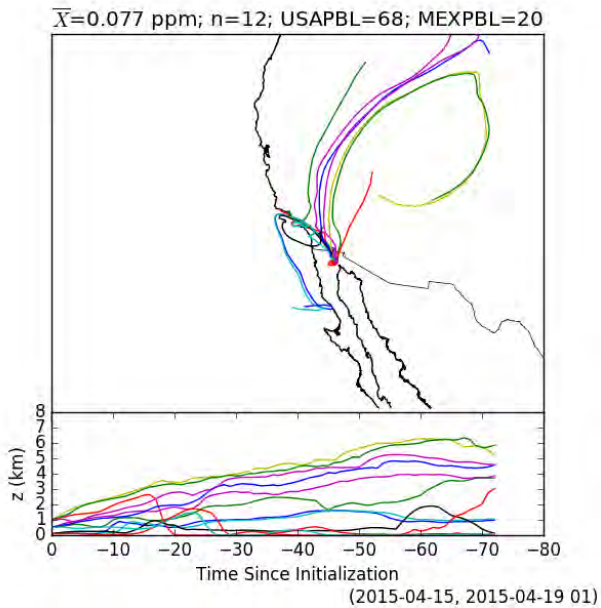 X̅=0.077 ppm; n=12; USAPBL=68; MEXPBL=20
8
7
6
5
4
3
2
1
0
z (km)
0 −10 −20 −30 −40 −50 −60 −70 −80
Time Since Initialization
(2015-04-15, 2015-04-19 01)